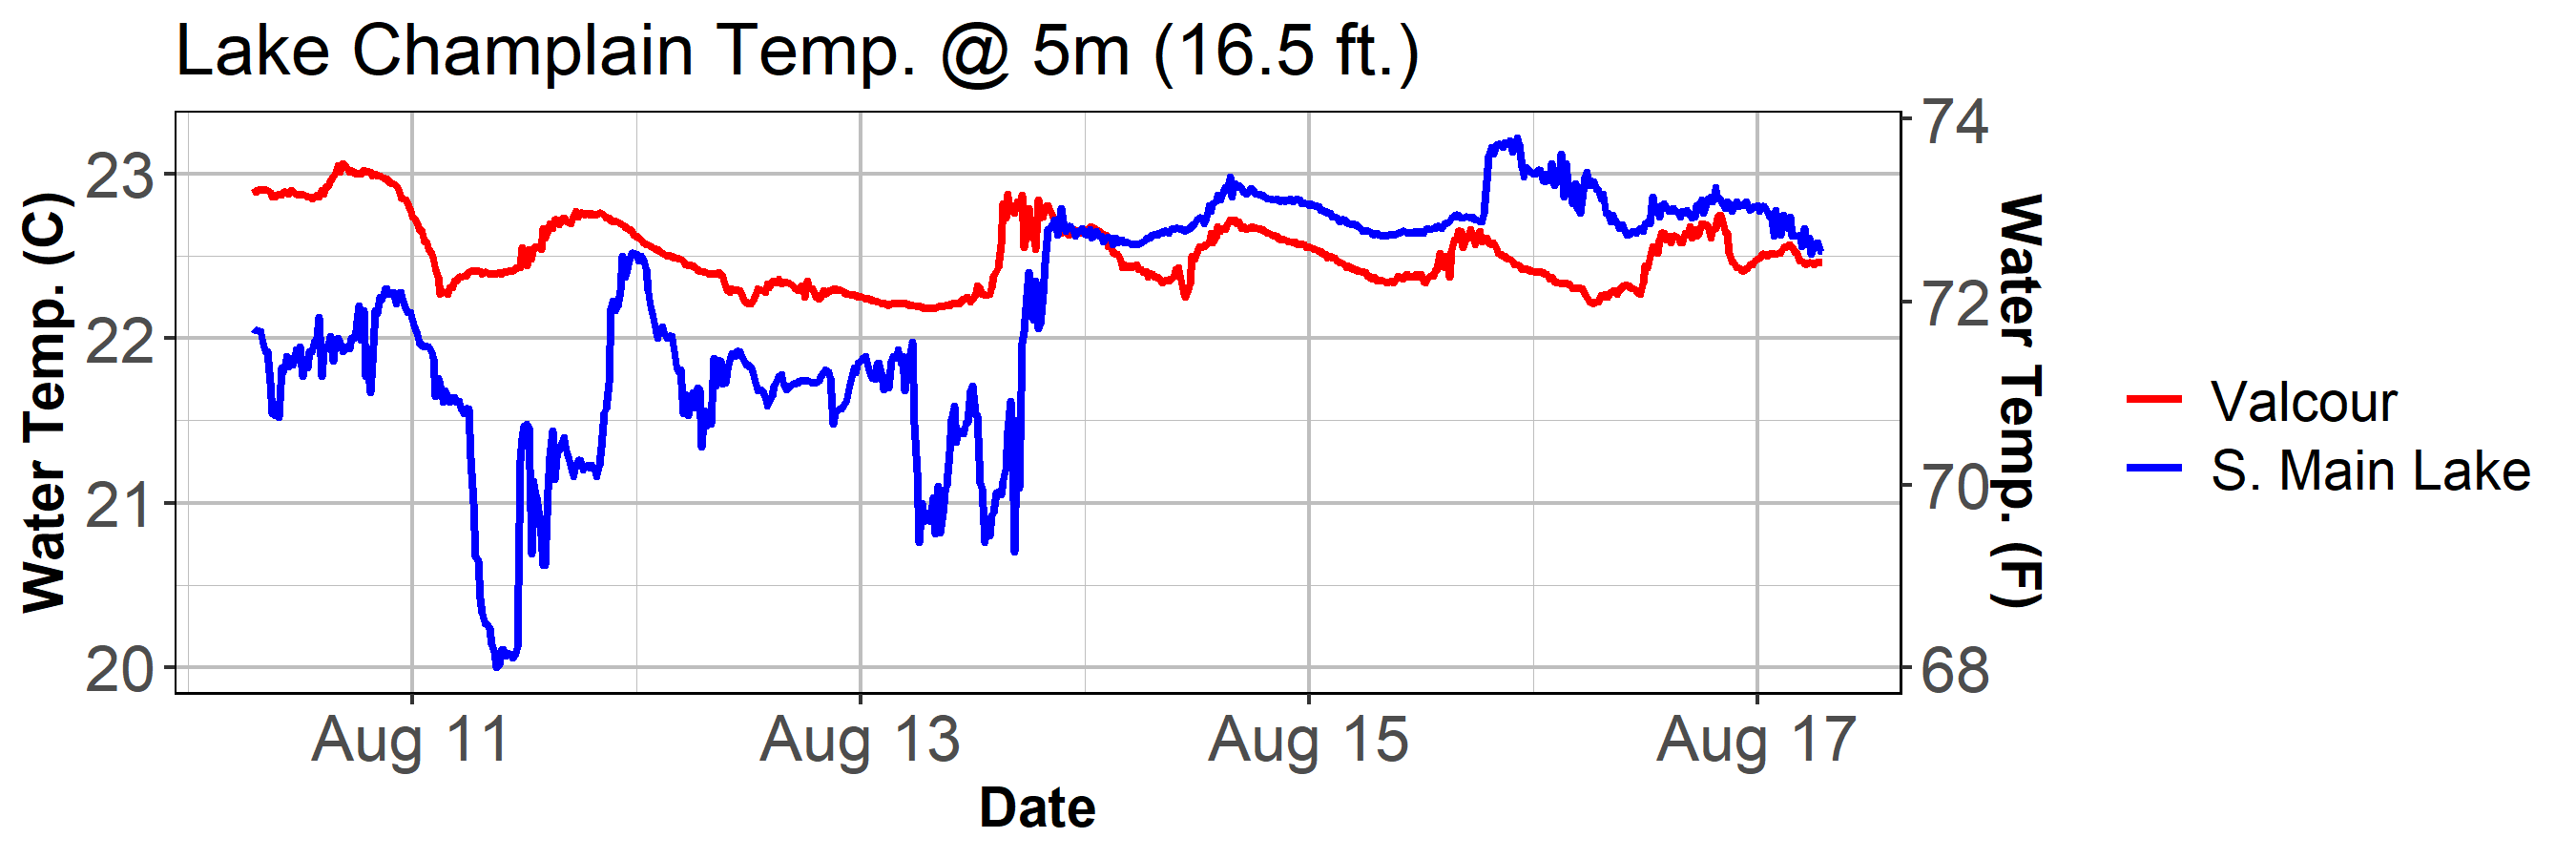 Lake Champlain Temp. @ 5m (16.5 ft.)
Water Temp. (C)
23
22
21
20
74
72
70
68
Water Temp. (F)
Aug 11
Aug 13
Aug 15
Aug 17
Date
Valcour
S. Main Lake